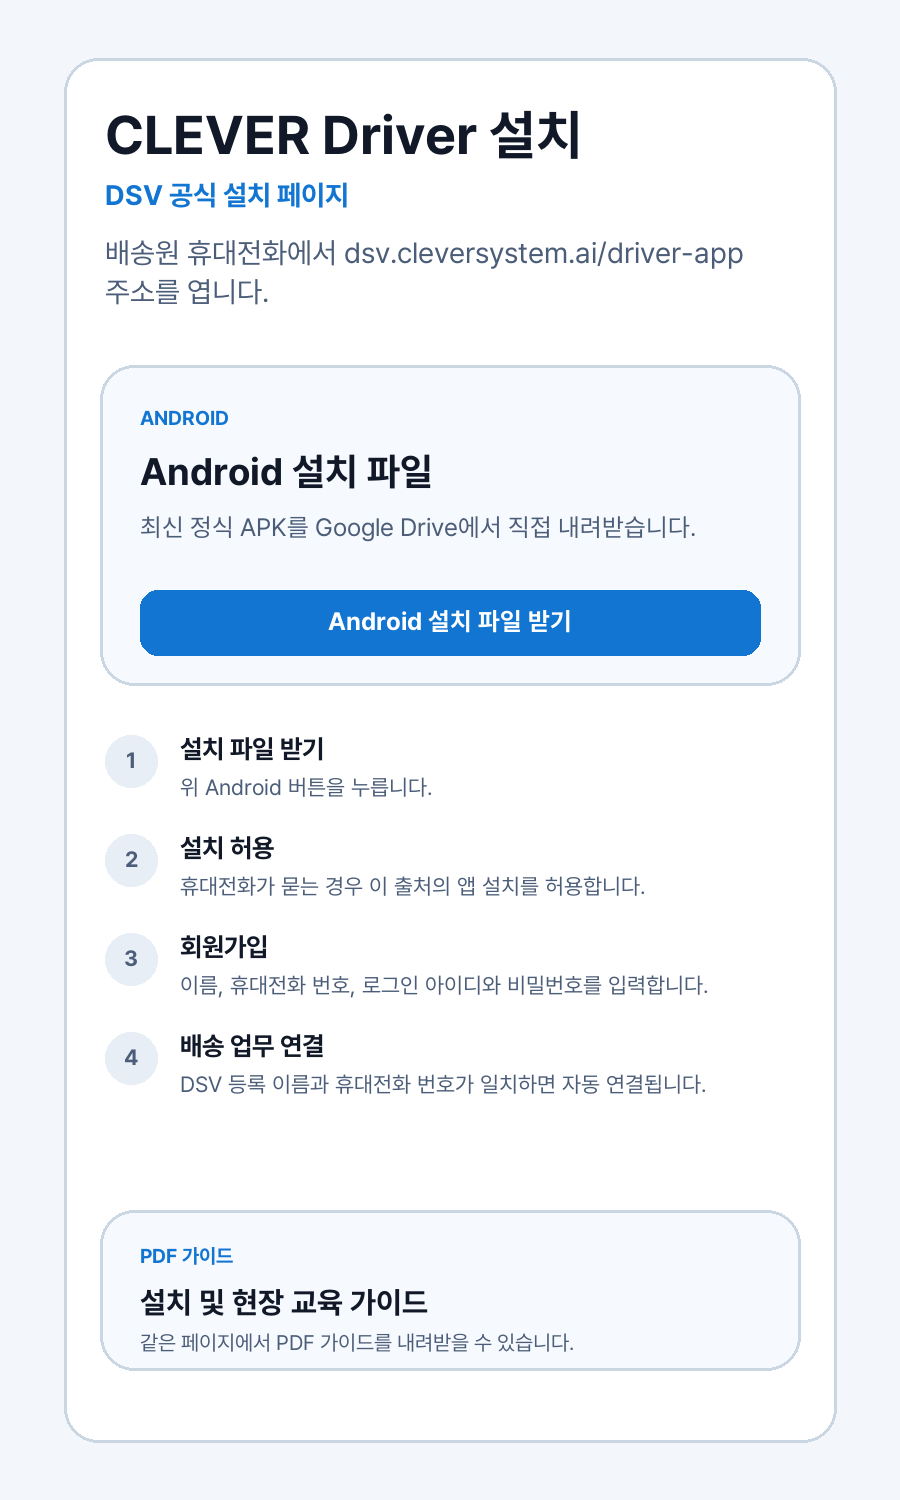 CLEVER Driver 설치
DSV 공식 설치 페이지
배송원 휴대전화에서 dsv.cleversystem.ai/driver-app
주소를 엽니다.
ANDROID
Android 설치 파일
최신 정식 APK를 Google Drive에서 직접 내려받습니다.
Android 설치 파일 받기
1
설치 파일 받기
위 Android 버튼을 누릅니다.
2
설치 허용
휴대전화가 묻는 경우 이 출처의 앱 설치를 허용합니다.
3
회원가입
이름, 휴대전화 번호, 로그인 아이디와 비밀번호를 입력합니다.
4
배송 업무 연결
DSV 등록 이름과 휴대전화 번호가 일치하면 자동 연결됩니다.
PDF 가이드
설치 및 현장 교육 가이드
같은 페이지에서 PDF 가이드를 내려받을 수 있습니다.